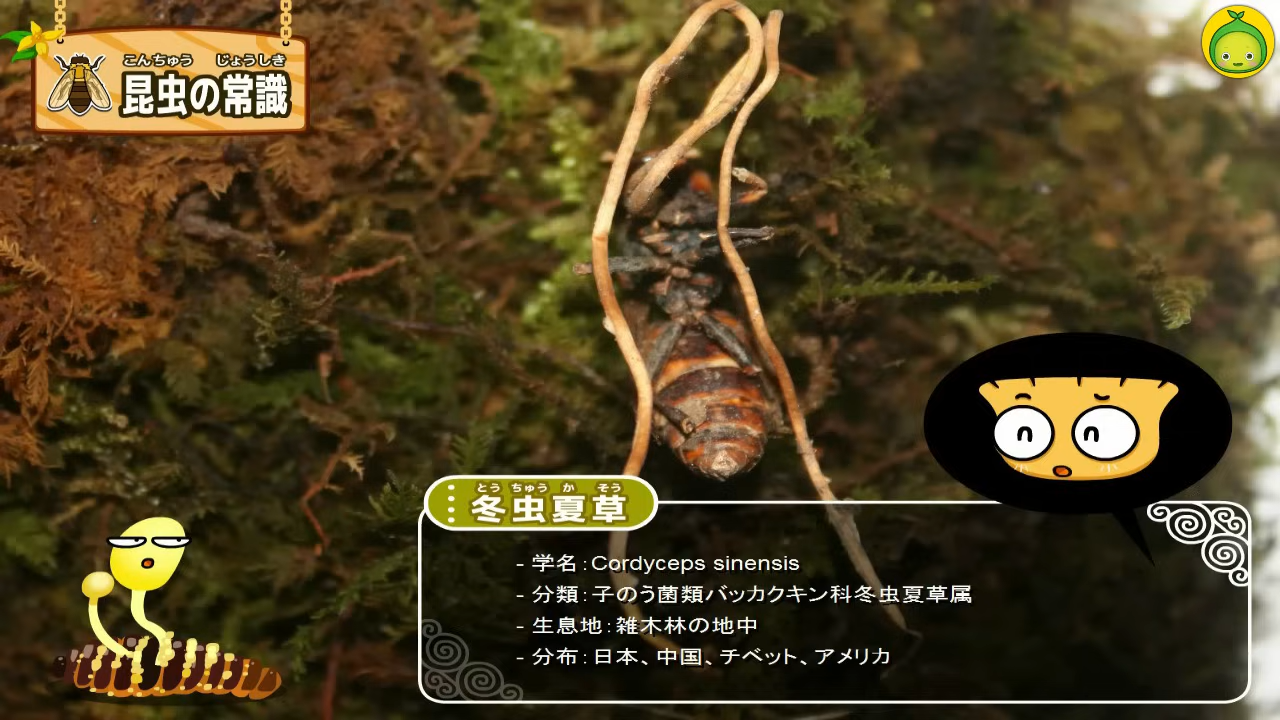 こんちゅう じょうしき
昆虫の常識
とう ちゅう か そう
冬虫夏草
- 学名:Cordyceps sinensis
- 分類:子のう菌類バッカクキン科冬虫夏草属
- 生息地:雑木林の地中
- 分布:日本、中国、チベット、アメリカ